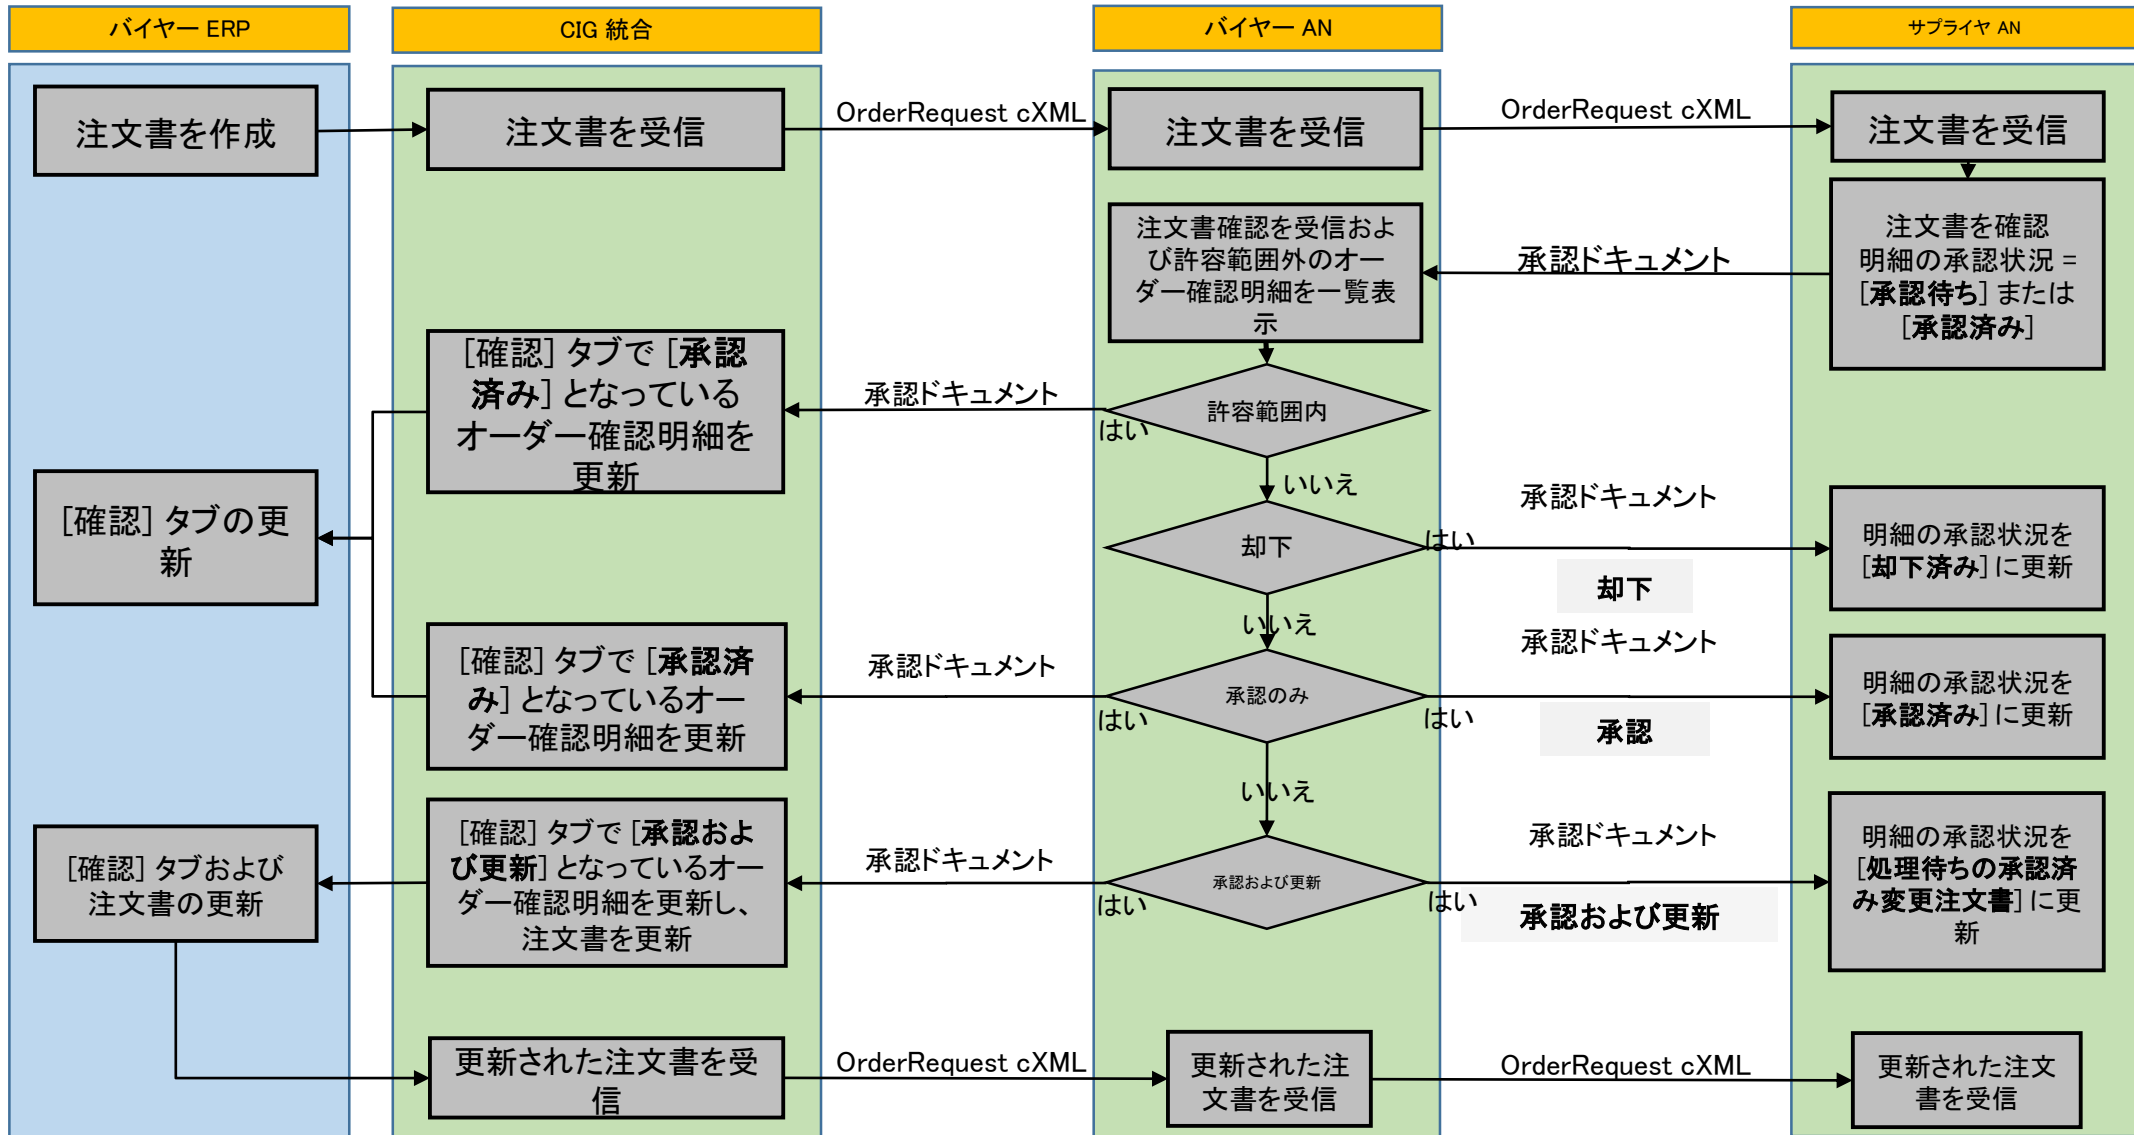 バイヤー ERP
CIG 統合
バイヤー AN
サプライヤ AN
注文書を作成
注文書を受信
OrderRequest cXML
注文書を受信
OrderRequest cXML
注文書を受信
注文書確認を受信およ
び許容範囲外のオー
ダー確認明細を一覧表
示
承認ドキュメント
注文書を確認
明細の承認状況 =
[承認待ち] または
[承認済み]
[確認] タブで [承認
済み] となっている
オーダー確認明細を
更新
承認ドキュメント
はい
許容範囲内
いいえ
[確認] タブの更
新
却下
はい
承認ドキュメント
却下
明細の承認状況を
[却下済み] に更新
いいえ
[確認] タブで [承認済
み] となっているオー
ダー確認明細を更新
承認ドキュメント
はい
承認のみ
はい
承認ドキュメント
承認
明細の承認状況を
[承認済み] に更新
いいえ
[確認] タブおよび
注文書の更新
[確認] タブで [承認およ
び更新] となっているオー
ダー確認明細を更新し、
注文書を更新
承認ドキュメント
はい
承認および更新
はい
承認ドキュメント
承認および更新
明細の承認状況を
[処理待ちの承認済
み変更注文書] に更
新
更新された注文書を受
信
OrderRequest cXML
更新された注
文書を受信
OrderRequest cXML
更新された注文
書を受信